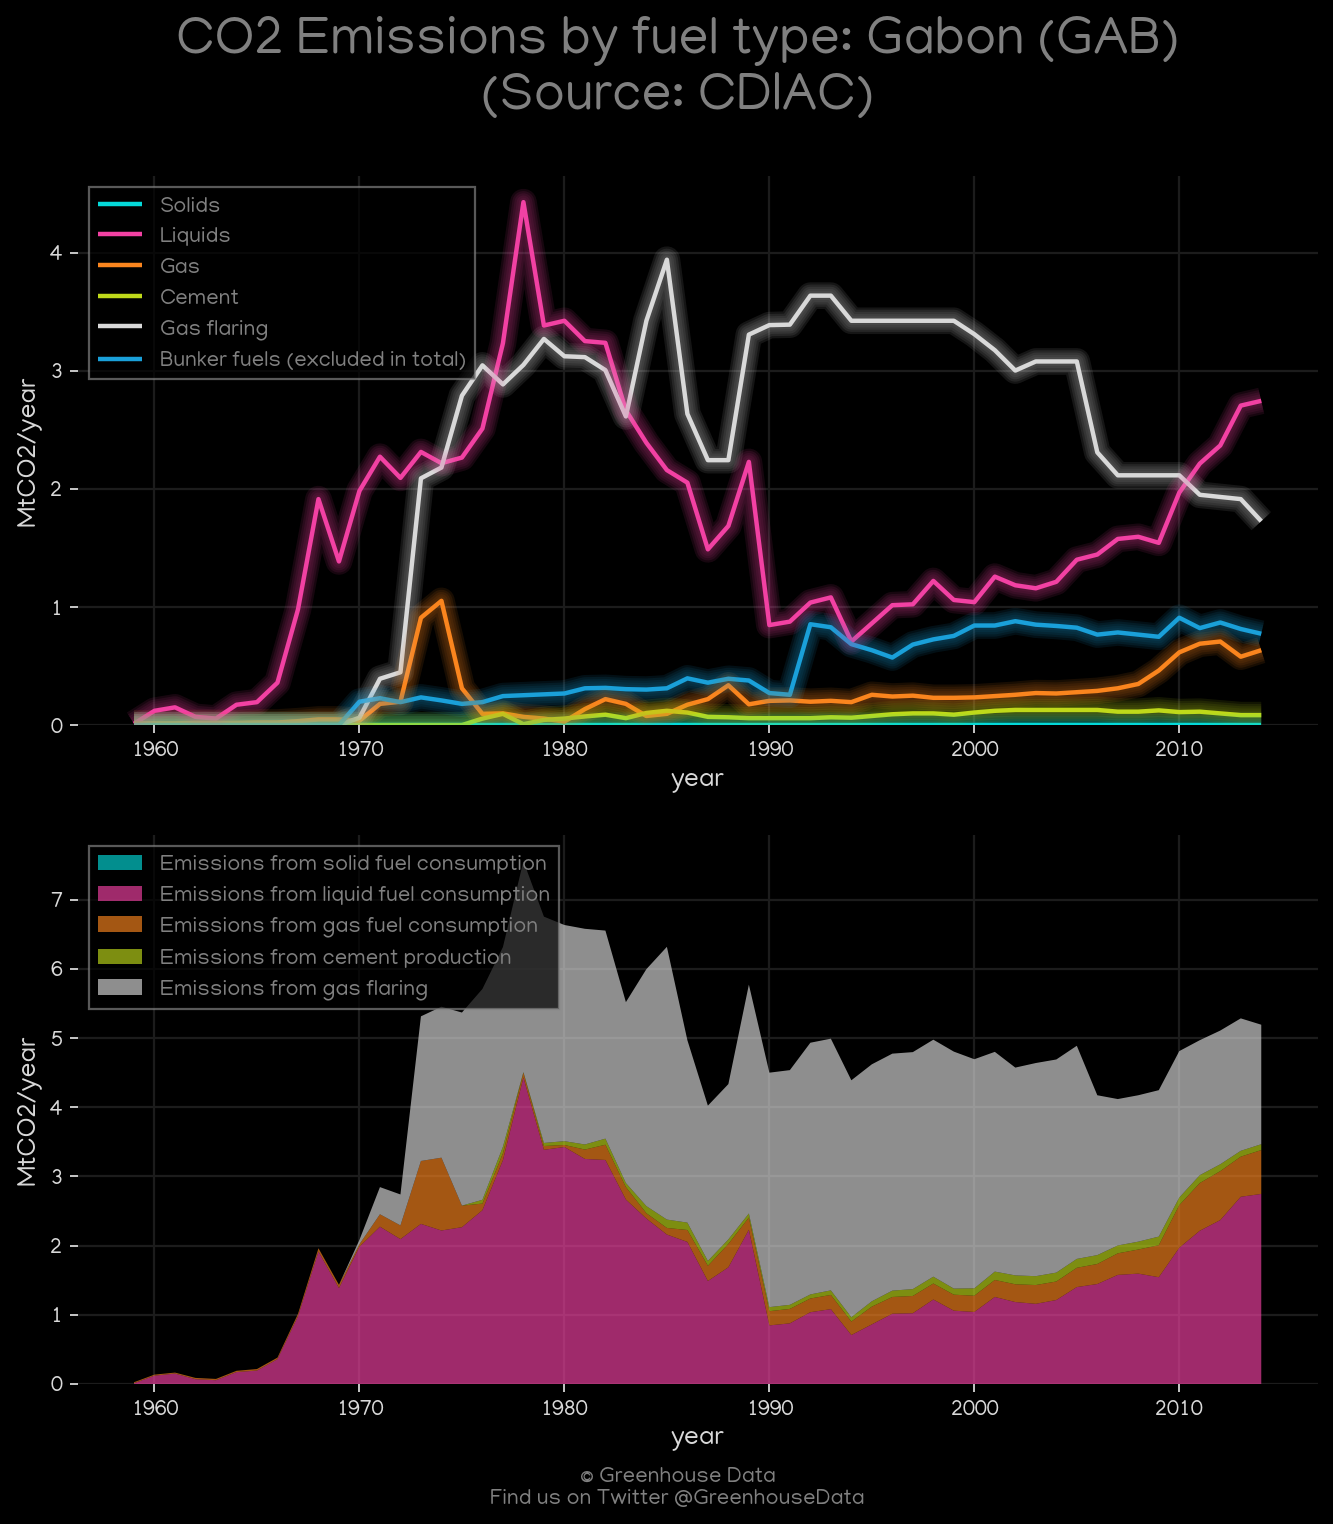 CO2 Emissions by fuel type: Gabon (GAB)
(Source: CDIAC)
Solids
Liquids
Gas
Cement
Gas flaring
Bunker fuels (excluded in total)
MtCO2/year
4
3
2
1
0
1960 1970 1980 1990 2000 2010
year
Emissions from solid fuel consumption
Emissions from liquid fuel consumption
Emissions from gas fuel consumption
Emissions from cement production
Emissions from gas flaring
MtCO2/year
7
6
5
4
3
2
1
0
1960 1970 1980 1990 2000 2010
year
© Greenhouse Data
Find us on Twitter @GreenhouseData